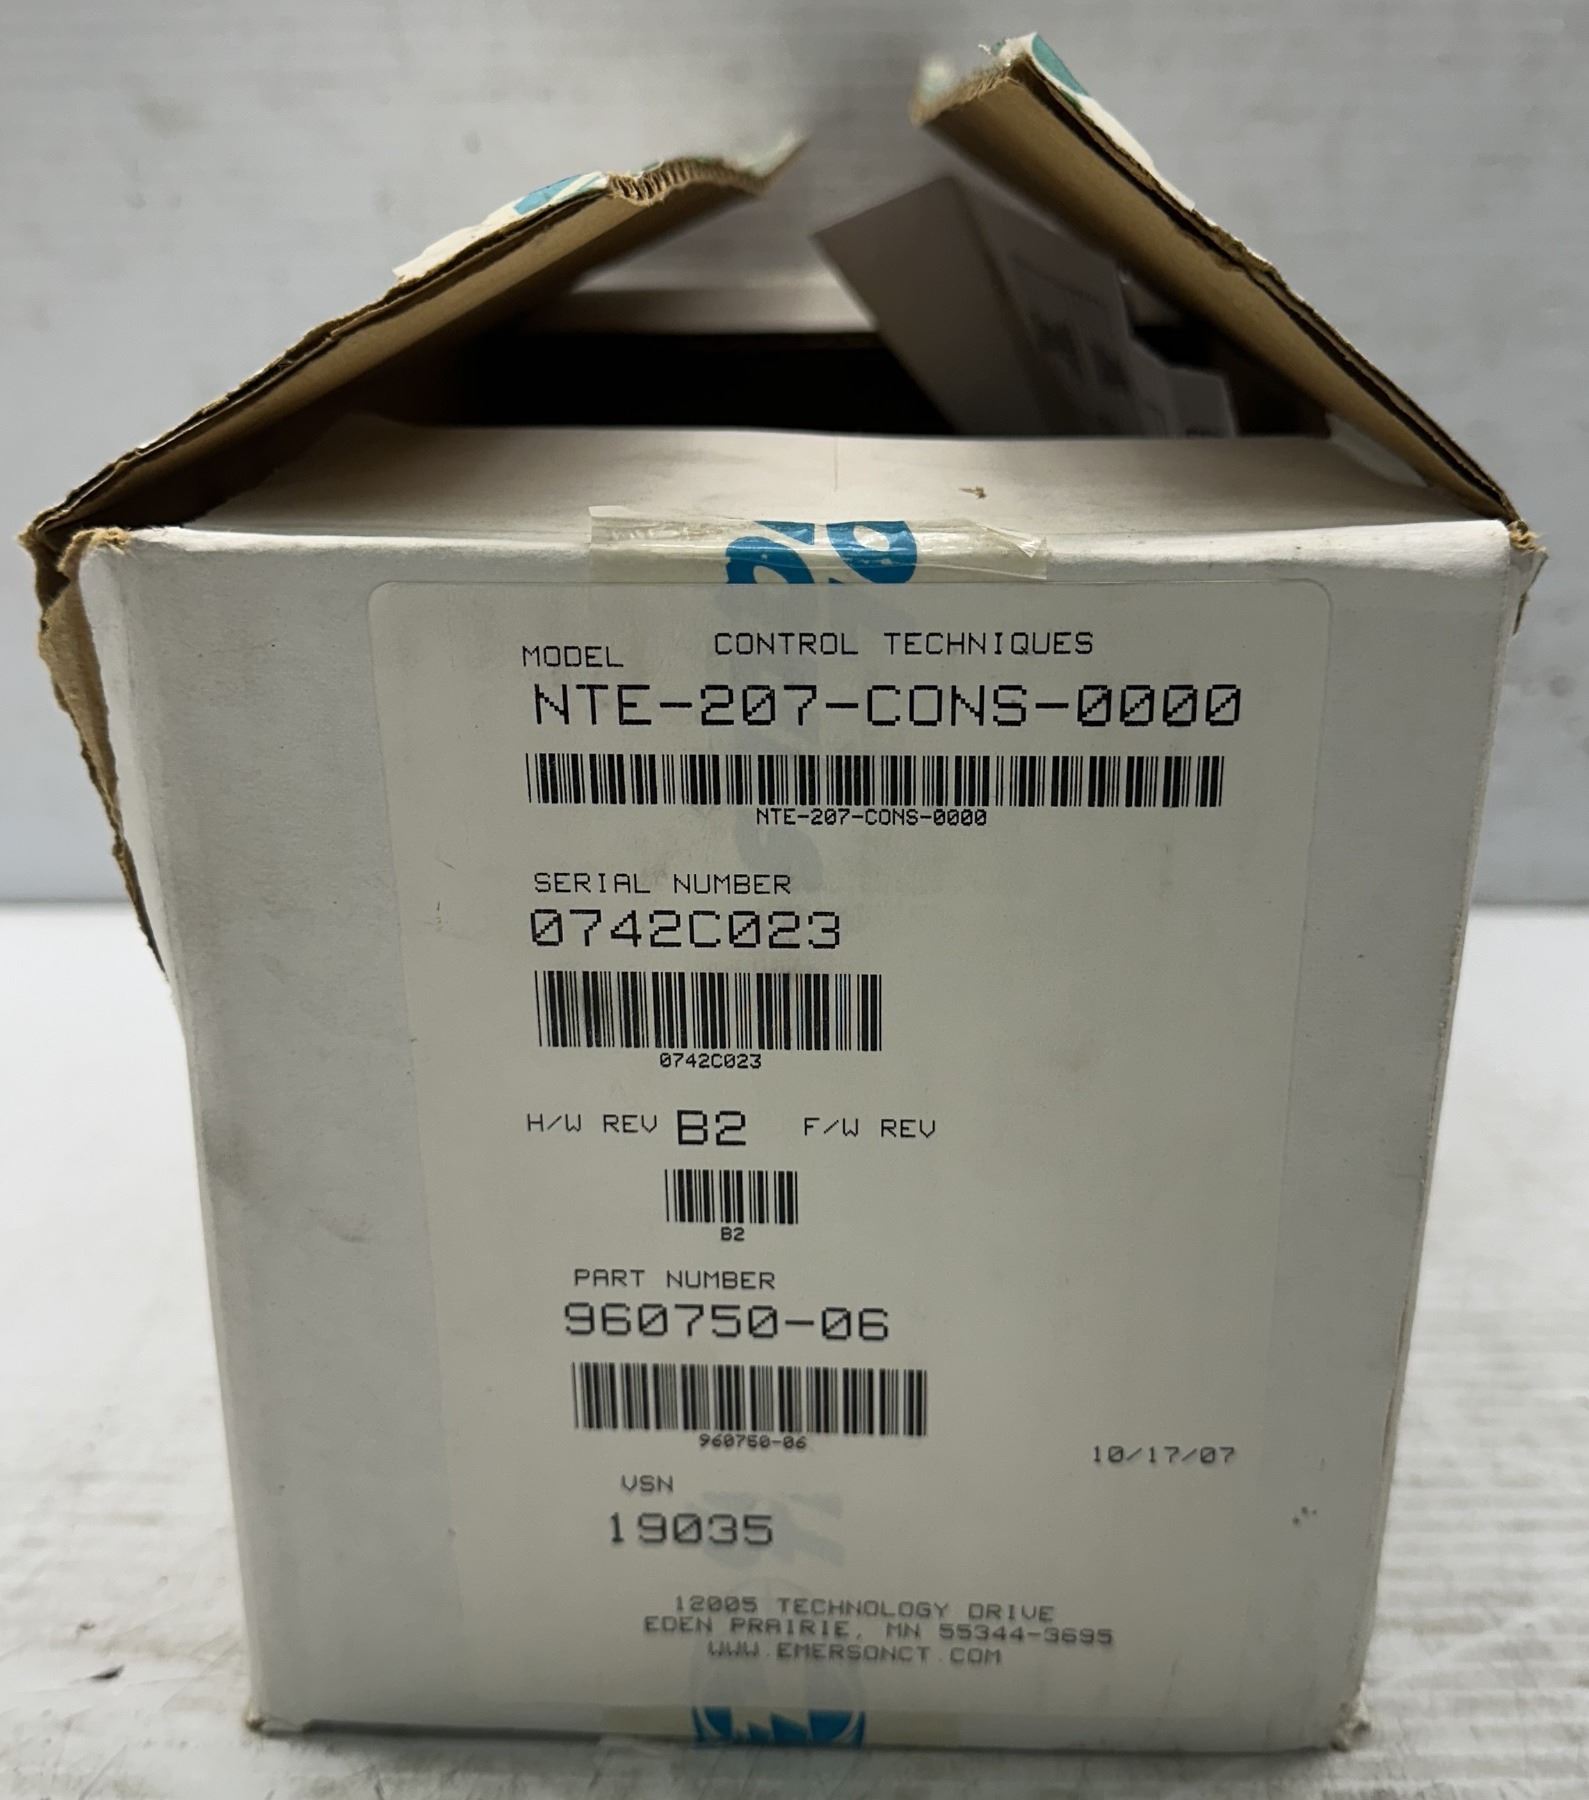 CONTROL TECHNIQUES
MODEL
NTE-207-CONS-0000
NTE-207-CONS-0000
SERIAL NUMBER
0742C023
0742C023
H/W REV B2 F/W REV
B2
PART NUMBER
960750-06
960750-06
10/17/07
VSN
19035
12005 TECHNOLOGY DRIVE
EDEN PRAIRIE, MN 55344-3695
WWW.EMERSONCT.COM